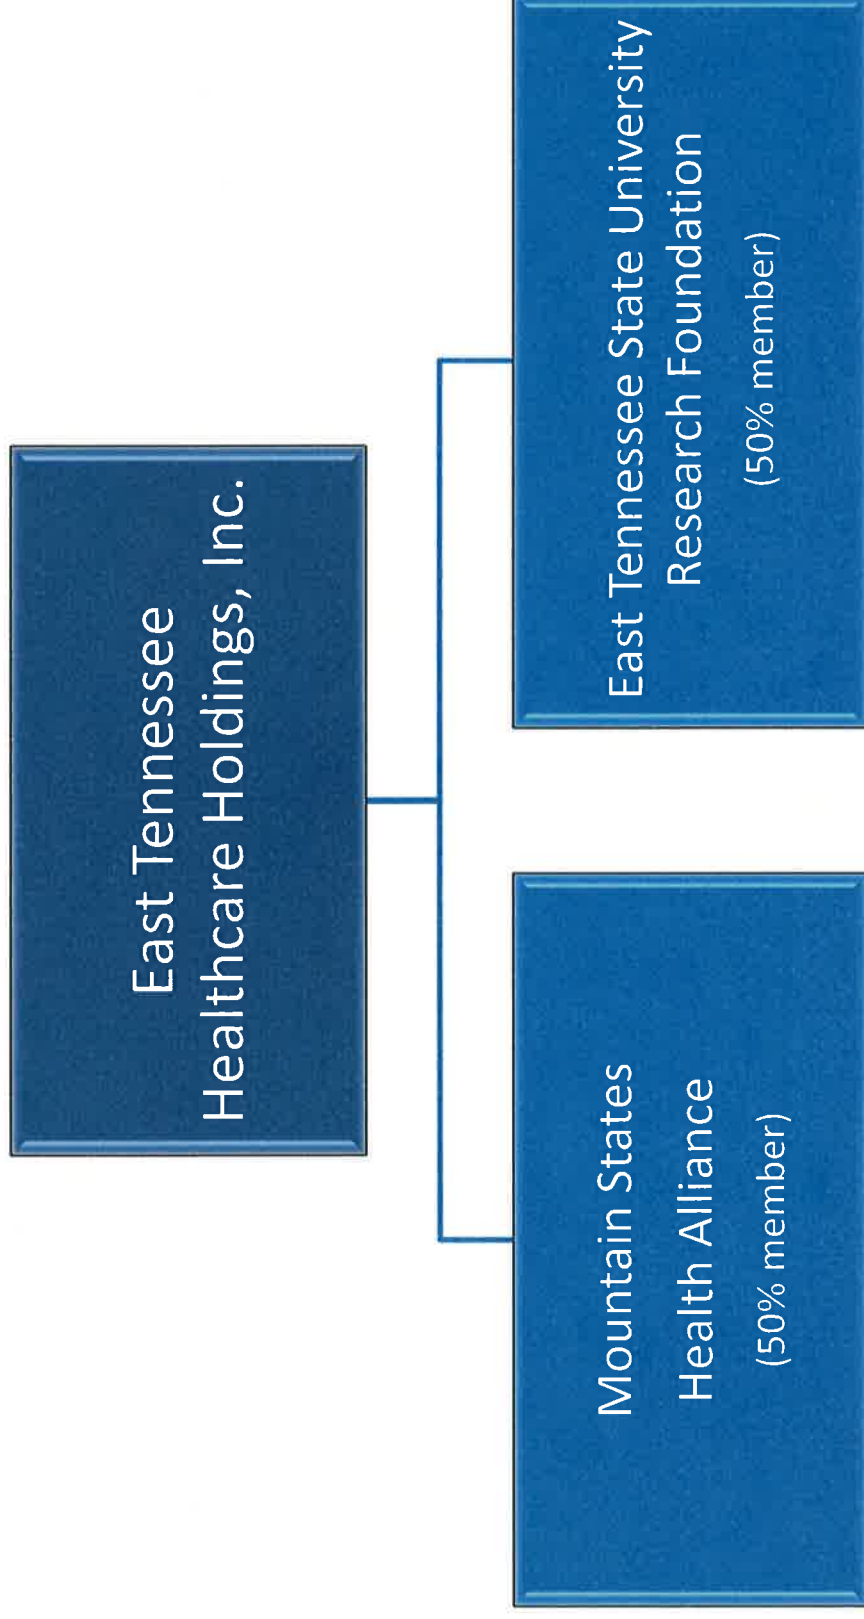 East Tennessee
Healthcare Holdings, Inc.
Mountain States
Health Alliance
(50% member)
East Tennessee State University
Research Foundation
(50% member)